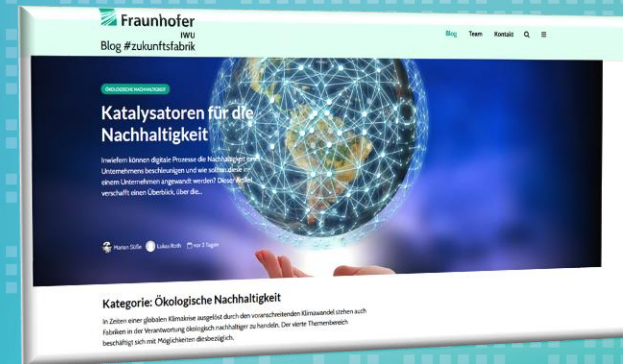 Fraunhofer
IWU
Blog #zukunftsfabrik
Blog Team Kontakt
ÖKOLOGISCHE NACHHALTIGKEIT
Katalysatoren für die
Nachhaltigkeit
Inwiefern können digitale Prozesse die Nachhaltigkeit eines
Unternehmens beschleunigen und wie sollten diese in
einem Unternehmen angewandt werden? Dieser Artikel
verschafft einen Überblick, über die...
Marian Süße Lukas Roth vor 3 Tagen
Kategorie: Ökologische Nachhaltigkeit
In Zeiten einer globalen Klimakrise ausgelöst durch den voranschreitenden Klimawandel stehen auch
Fabriken in der Verantwortung ökologisch nachhaltiger zu handeln. Der vierte Themenbereich
beschäftigt sich mit Möglichkeiten diesbezüglich.